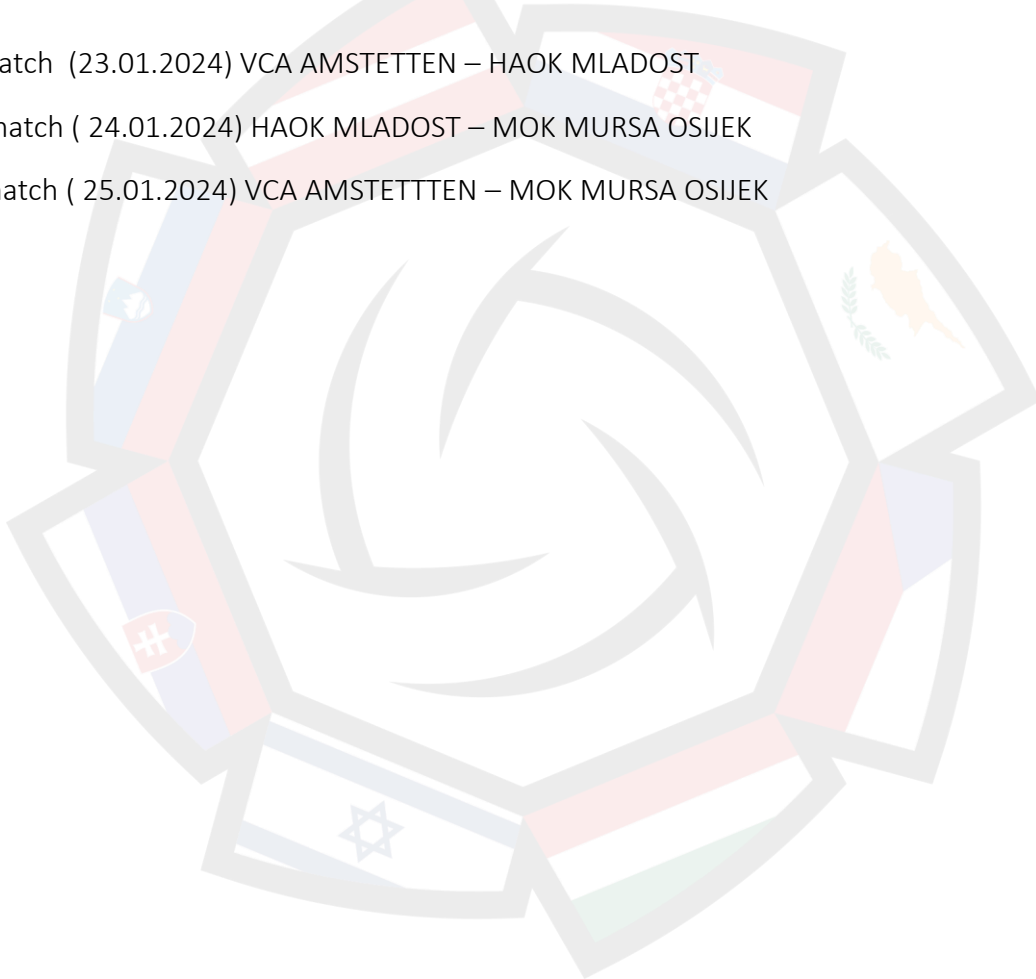 atch (23.01.2024) VCA AMSTETTEN – HAOK MLADOST
natch ( 24.01.2024) HAOK MLADOST – MOK MURSA OSIJEK
atch ( 25.01.2024) VCA AMSTETTTEN – MOK MURSA OSIJEK